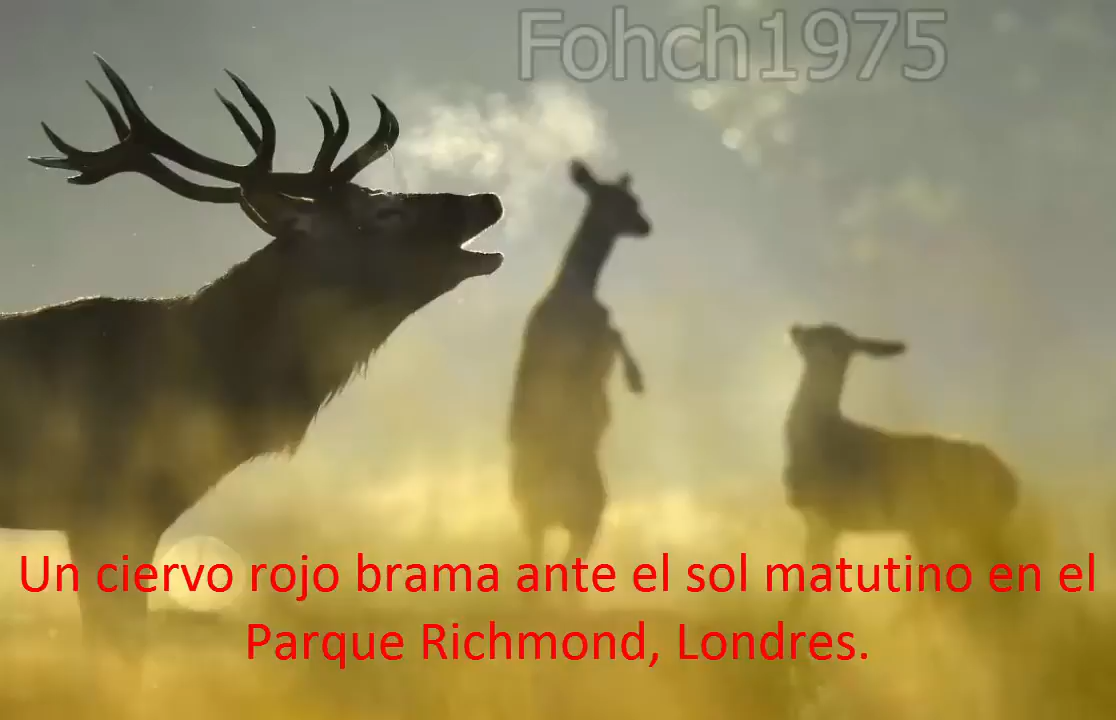 Fohch1975
Un ciervo rojo brama ante el sol matutino en el
Parque Richmond, Londres.